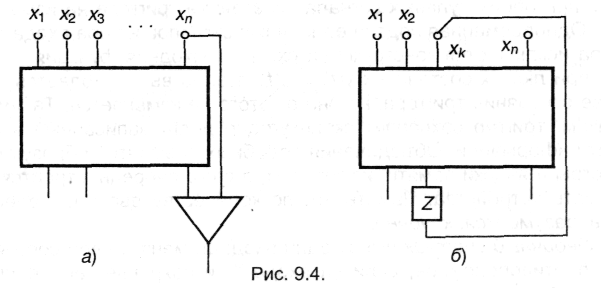 x1 x2 x3 . . . xn
x1 x2 xk xn
Z
а) б)
Рис. 9.4.